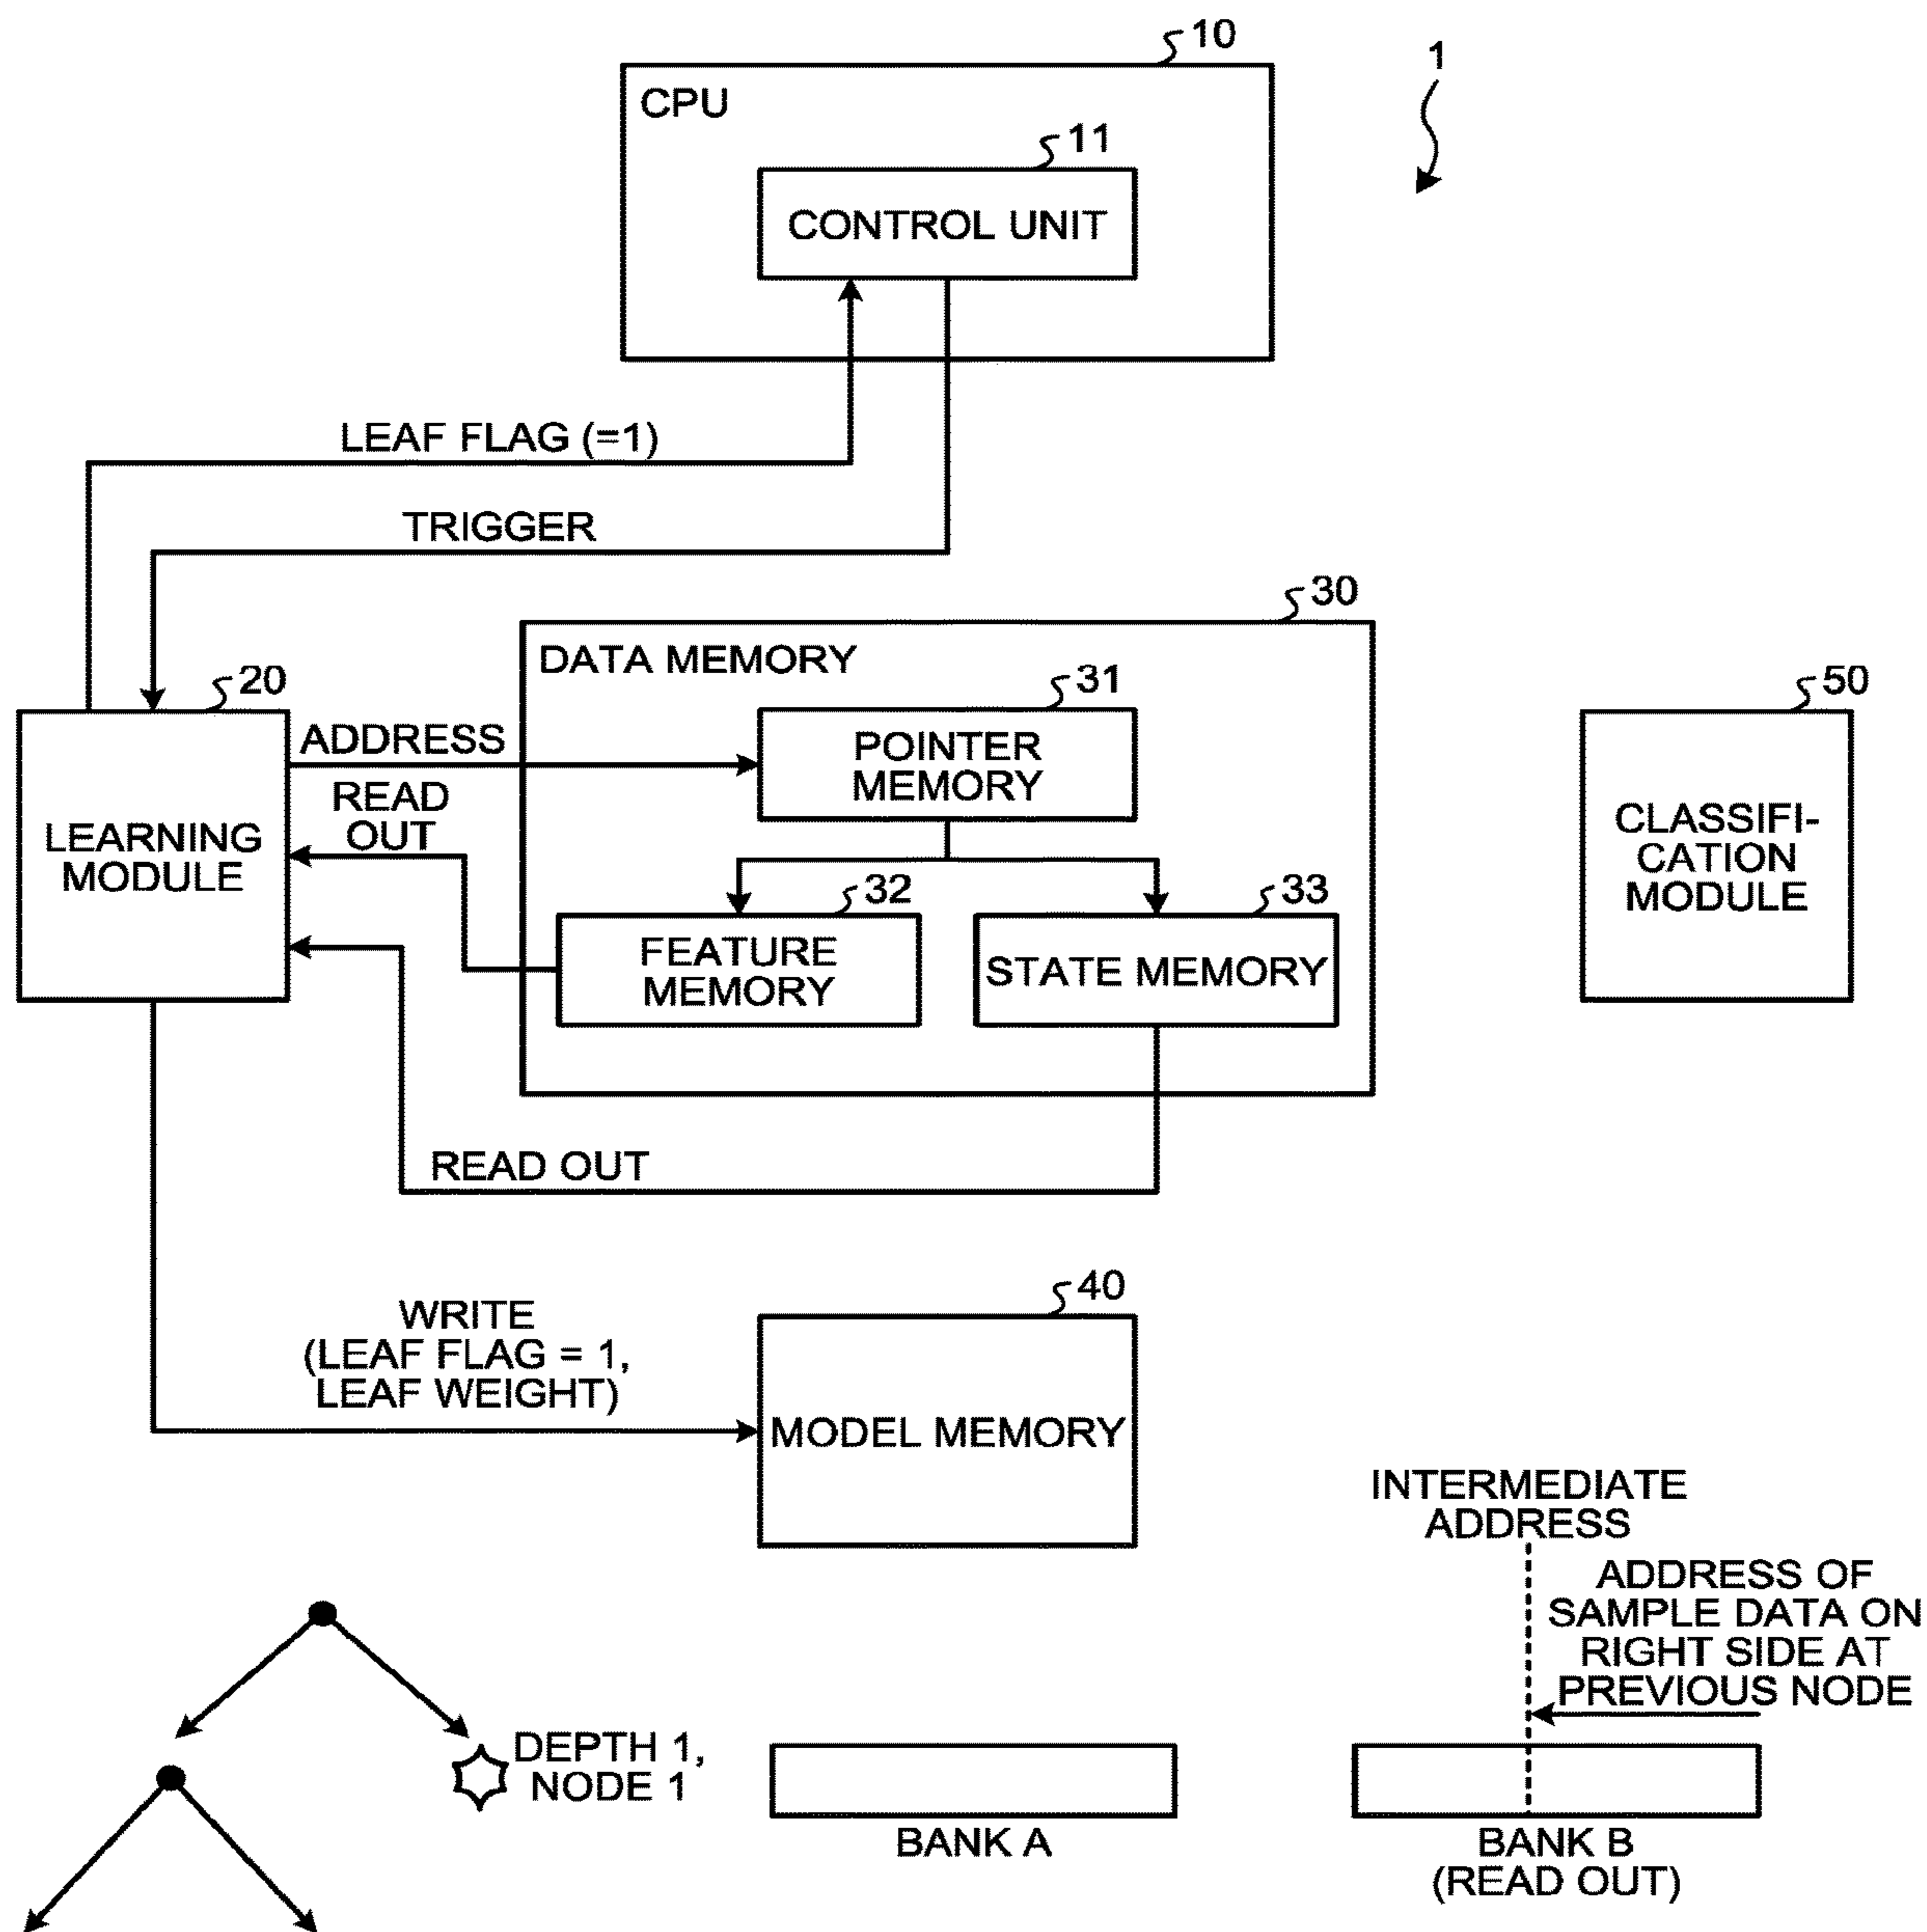 10
1
CPU
11
CONTROL UNIT
LEAF FLAG (=1)
TRIGGER
30
DATA MEMORY
20
31
50
ADDRESS
POINTER
MEMORY
READ
OUT
LEARNING
MODULE
CLASSIFI-
CATION
MODULE
32
33
FEATURE
MEMORY
STATE MEMORY
READ OUT
40
WRITE
(LEAF FLAG = 1,
LEAF WEIGHT)
MODEL MEMORY
INTERMEDIATE
ADDRESS
ADDRESS OF
SAMPLE DATA ON
RIGHT SIDE AT
PREVIOUS NODE
DEPTH 1,
NODE 1
BANK A
BANK B
(READ OUT)